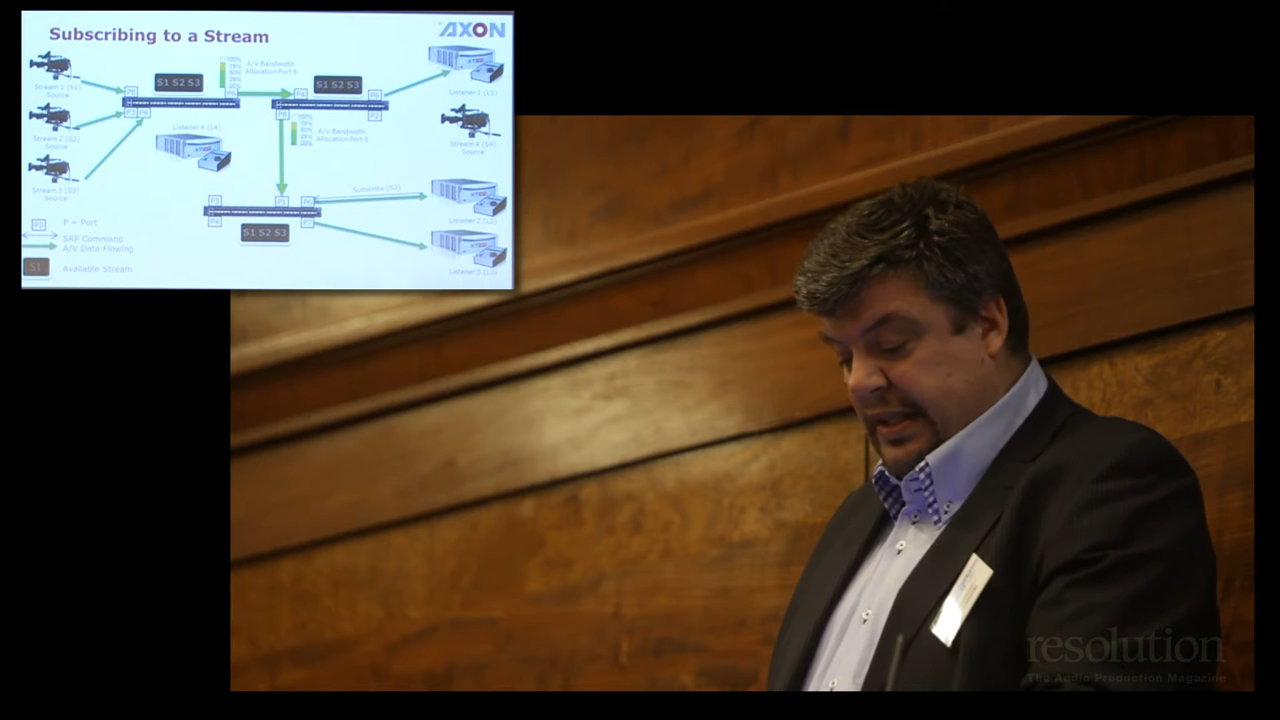 Subscribing to a Stream
AXON
Stream 1 (S1)
Source
S1 S2 S3
A/V Bandwidth
Allocation Port 6
S1 S2 S3
Listener 1 (L1)
Stream 2 (S2)
Source
Listener 4 (L4)
A/V Bandwidth
Stream 4 (S4)
Source
Stream 3 (S3)
Source
Subscribe (S3)
Listener 2 (L2)
P = Port
SRP Command
A/V Data Flowing
S1 S2 S3
S1
Available Stream
Listener 3 (L3)
resolution
The Audio Production Magazine